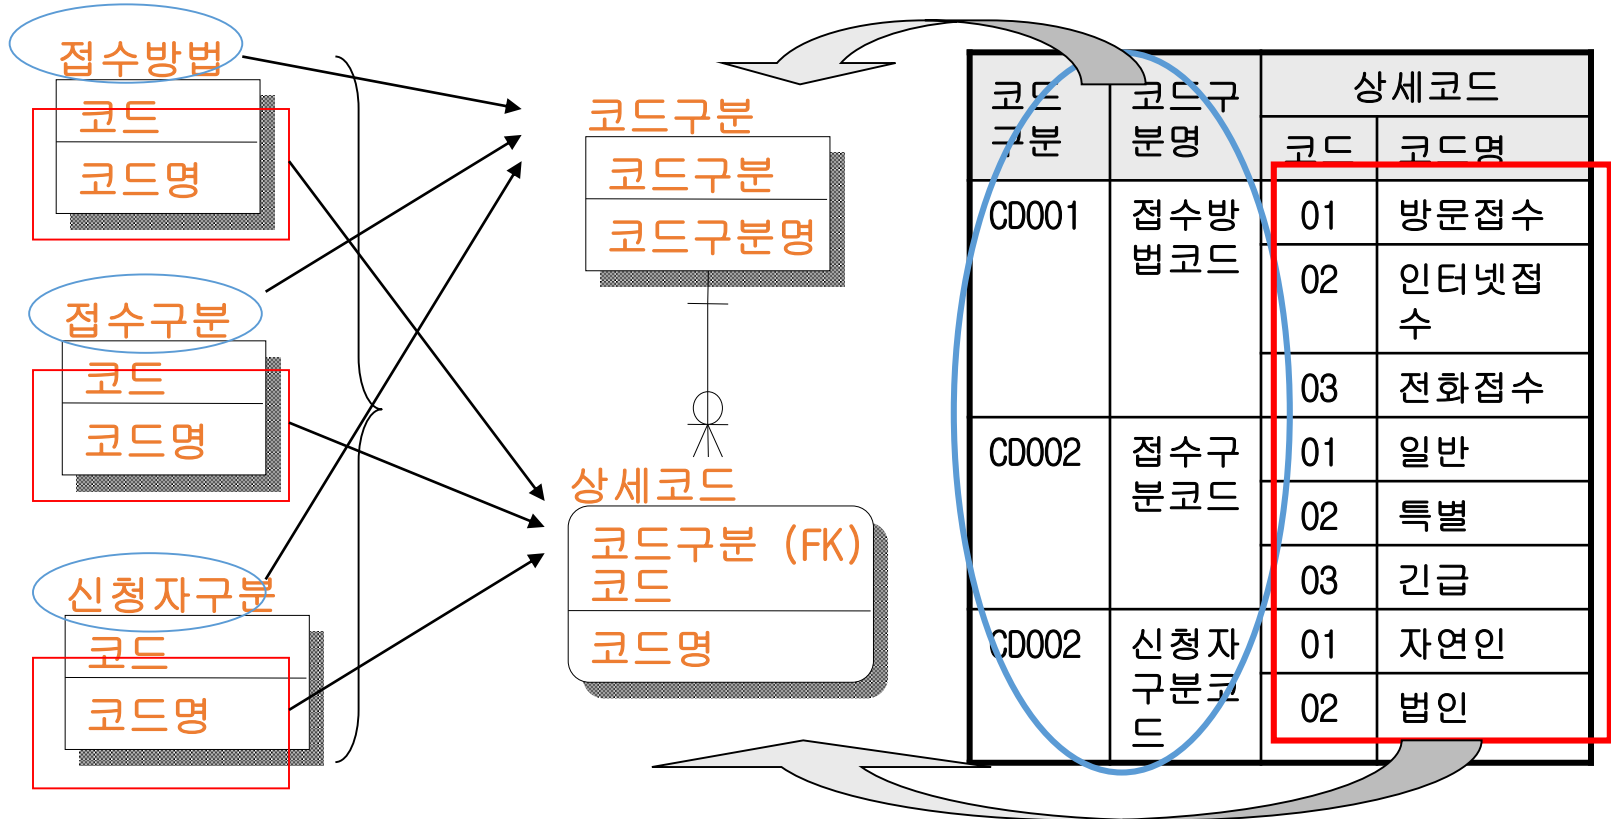 접수방법
코드
코드명
접수구분
코드
코드명
신청자구분
코드
코드명
코드구분
코드구분
코드구분명
상세코드
코드구분 (FK)
코드
코드명
코드
구분
코드구
분명
상세코드
코드
코드명
CD001
접수방
법코드
01
방문접수
02
인터넷접
수
03
전화접수
CD002
접수구
분코드
01
일반
02
특별
03
긴급
CD002
신청자
구분코
드
01
자연인
02
법인